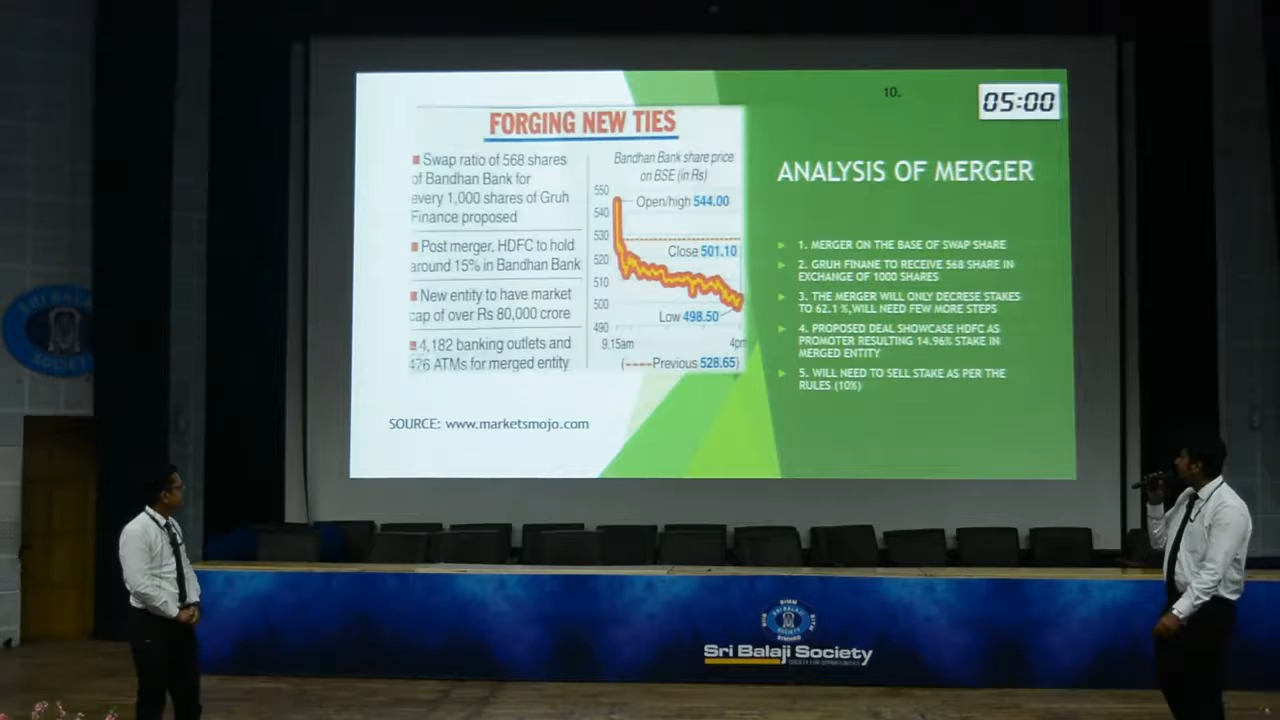 10.
05:00
FORGING NEW TIES
Swap ratio of 568 shares
of Bandhan Bank for
every 1,000 shares of Gruh
Finance proposed
Post merger, HDFC to hold
around 15% in Bandhan Bank
New entity to have market
cap of over Rs 80,000 crore
4,182 banking outlets and
476 ATMs for merged entity
Bandhan Bank share price
on BSE (in Rs)
550
540
530
520
510
500
490
Open/high 544.00
Close 501.10
Low 498.50
9.15am 4pm
(-----Previous 528.65)
SOURCE: www.marketsmojo.com
ANALYSIS OF MERGER
1. MERGER ON THE BASE OF SWAP SHARE
2. GRUH FINANE TO RECEIVE 568 SHARE IN
EXCHANGE OF 1000 SHARES
3. THE MERGER WILL ONLY DECRESE STAKES
TO 62.1 %,WILL NEED FEW MORE STEPS
4. PROPOSED DEAL SHOWCASE HDFC AS
PROMOTER RESULTING 14.96% STAKE IN
MERGED ENTITY
5. WILL NEED TO SELL STAKE AS PER THE
RULES (10%)
SRI BALAJI
SOCIETY
Sri Balaji Society